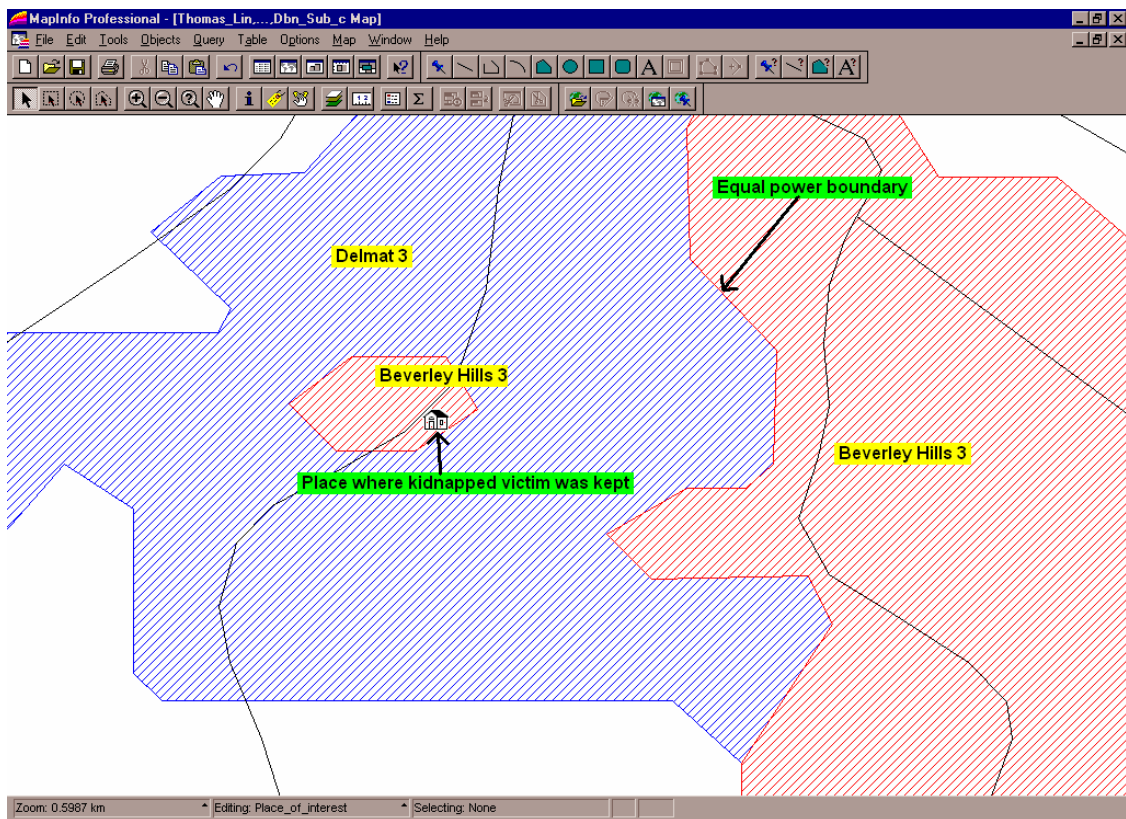 MapInfo Professional - [Thomas_Lin,...,Dbn_Sub_c Map]
File Edit Tools Objects Query Table Options Map Window Help
Equal power boundary
Delmat 3
Beverley Hills 3
Beverley Hills 3
Place where kidnapped victim was kept
Zoom: 0.5987 km Editing: Place_of_interest Selecting: None